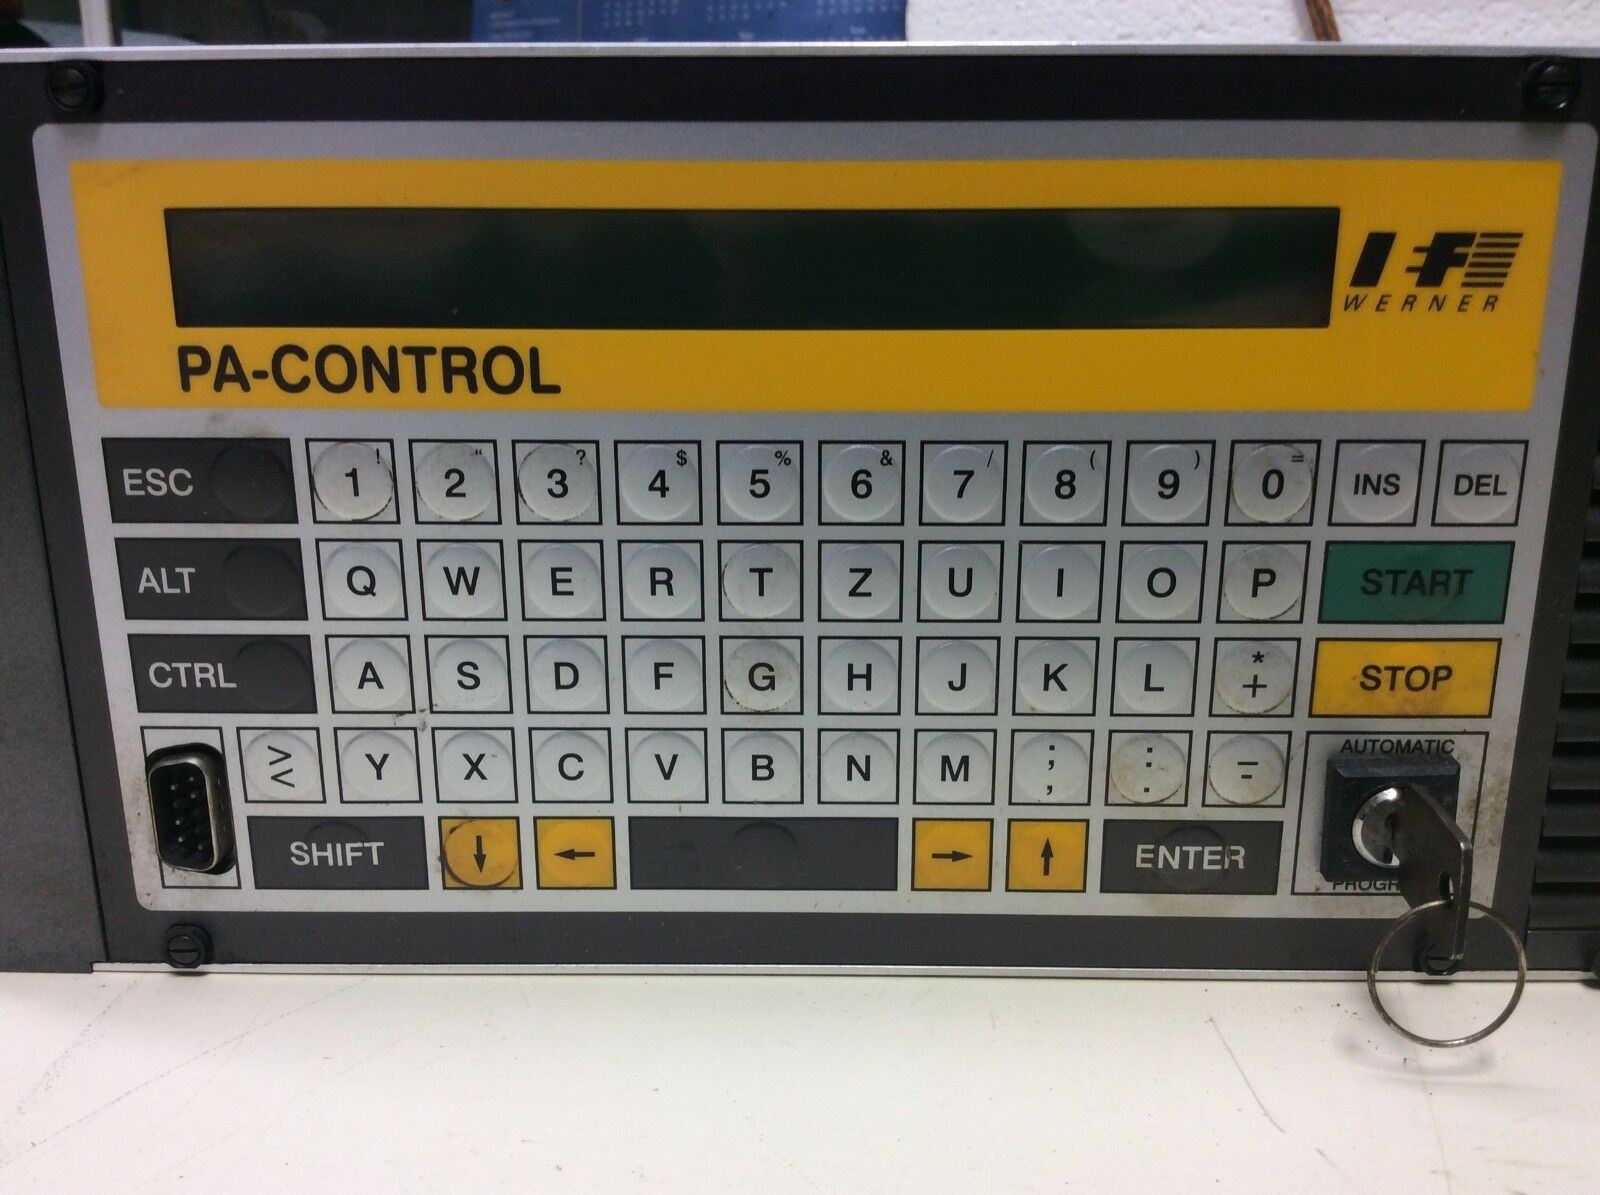 IEF
WERNER
PA-CONTROL
ESC 1 ! 2 " 3 ? 4 $ 5 % 6 & 7 / 8 ( 9 ) 0 = INS DEL
ALT Q W E R T Z U I O P START
CTRL A S D F G H J K L * + STOP
> < Y X C V B N M ; , : . _ - AUTOMATIC
SHIFT ↓ ← → ↑ ENTER